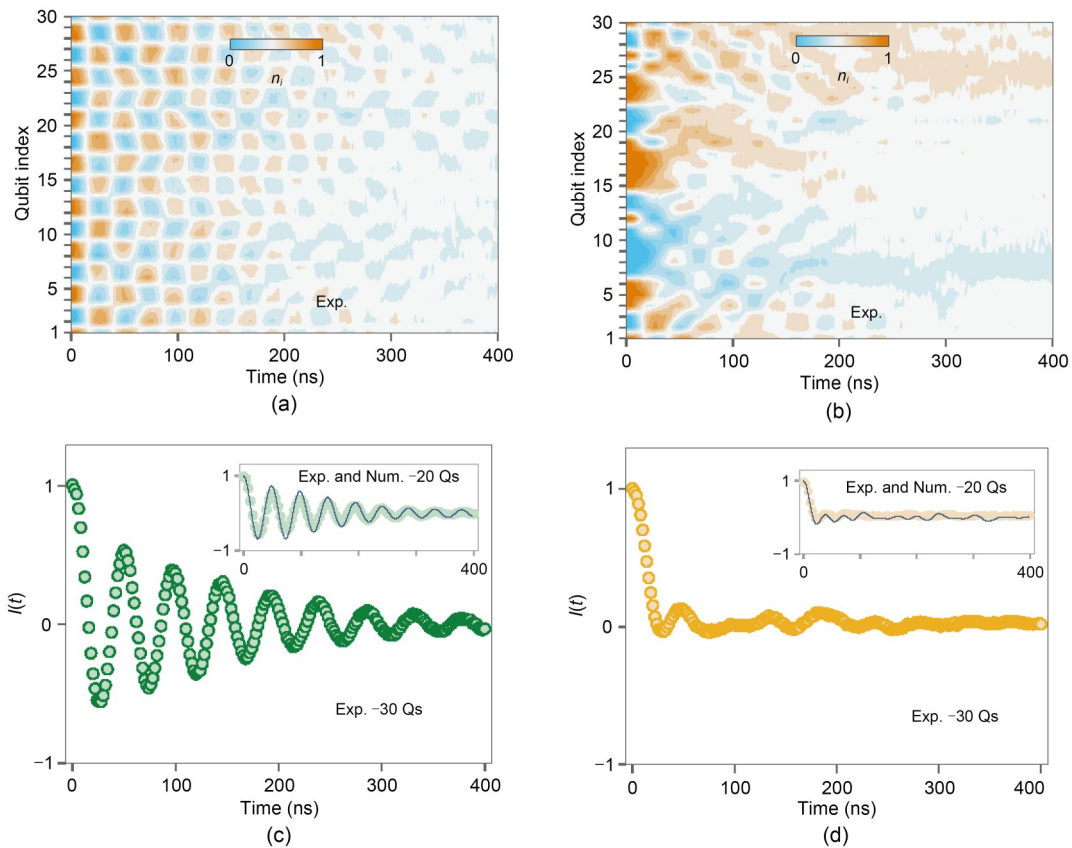 30
25
20
15
10
5
1
Qubit index
0
1
n_i
Exp.
0
100
200
300
400
Time (ns)
(a)
30
25
20
15
10
5
1
Qubit index
0
1
n_i
Exp.
0
100
200
300
400
Time (ns)
(b)
1
0
−1
I(t)
1
−1
Exp. and Num. −20 Qs
0
400
Exp. −30 Qs
0
100
200
300
400
Time (ns)
(c)
1
0
−1
I(t)
1
−1
Exp. and Num. −20 Qs
0
400
Exp. −30 Qs
0
100
200
300
400
Time (ns)
(d)